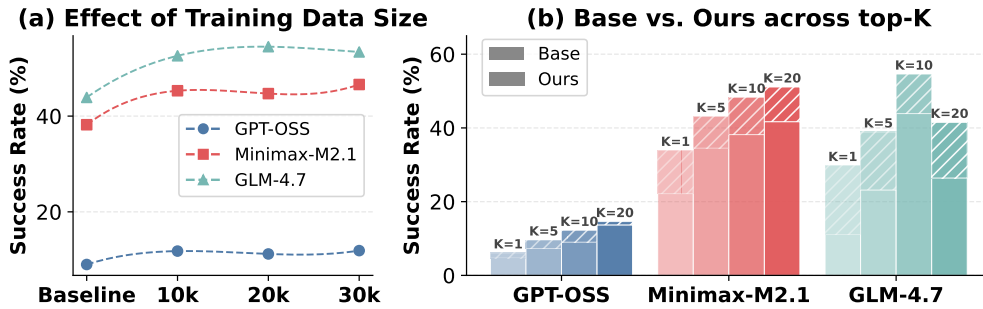 (a) Effect of Training Data Size
Success Rate (%)
40
20
GPT-OSS
Minimax-M2.1
GLM-4.7
Baseline 10k 20k 30k
(b) Base vs. Ours across top-K
Success Rate (%)
60
40
20
0
Base
Ours
K=1 K=5 K=10 K=20
K=1 K=5 K=10 K=20
K=1 K=5 K=10 K=20
GPT-OSS Minimax-M2.1 GLM-4.7